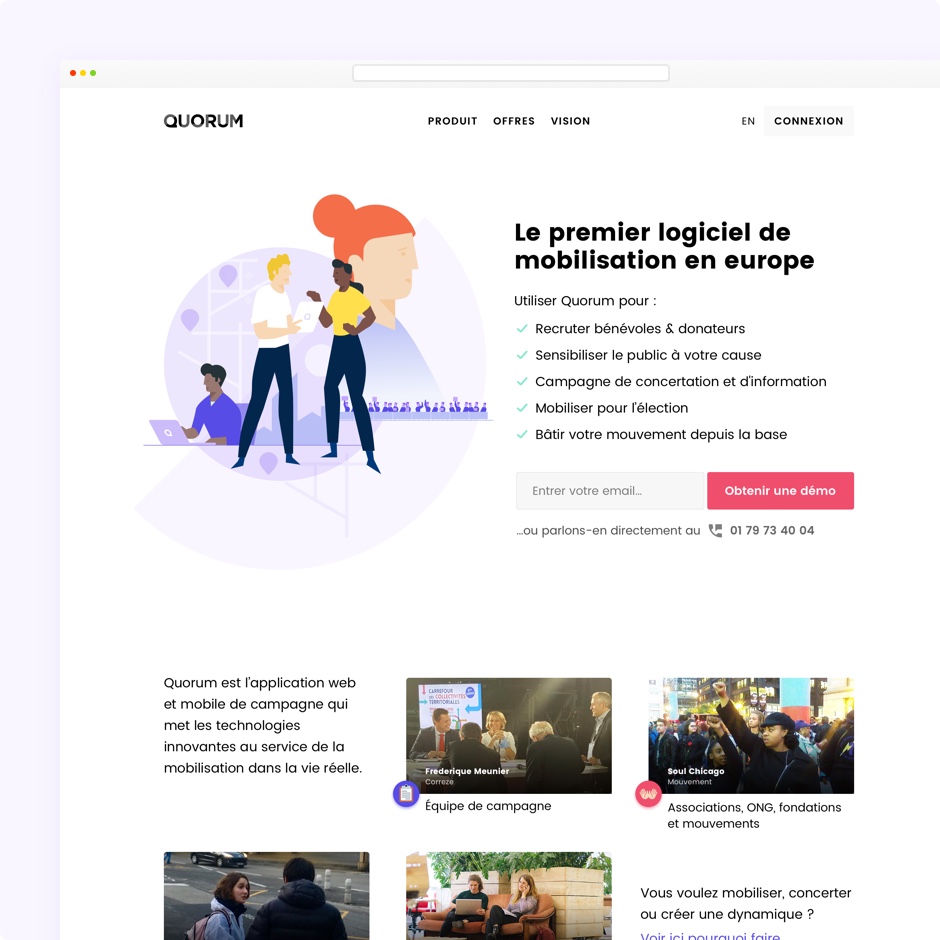 QUORUM
PRODUIT OFFRES VISION
EN CONNEXION
Le premier logiciel de
mobilisation en europe
Utiliser Quorum pour :
Recruter bénévoles & donateurs
Sensibiliser le public à votre cause
Campagne de concertation et d'information
Mobiliser pour l'élection
Bâtir votre mouvement depuis la base
Entrer votre email...
Obtenir une démo
...ou parlons-en directement au 01 79 73 40 04
Quorum est l'application web
et mobile de campagne qui
met les technologies
innovantes au service de la
mobilisation dans la vie réelle.
CARREFOUR
DES COLLECTIVITÉS
TERRITORIALES
Frederique Meunier
Correze
Équipe de campagne
Soul Chicago
Mouvement
Associations, ONG, fondations
et mouvements
Vous voulez mobiliser, concerter
ou créer une dynamique ?
Voir ici pourquoi faire